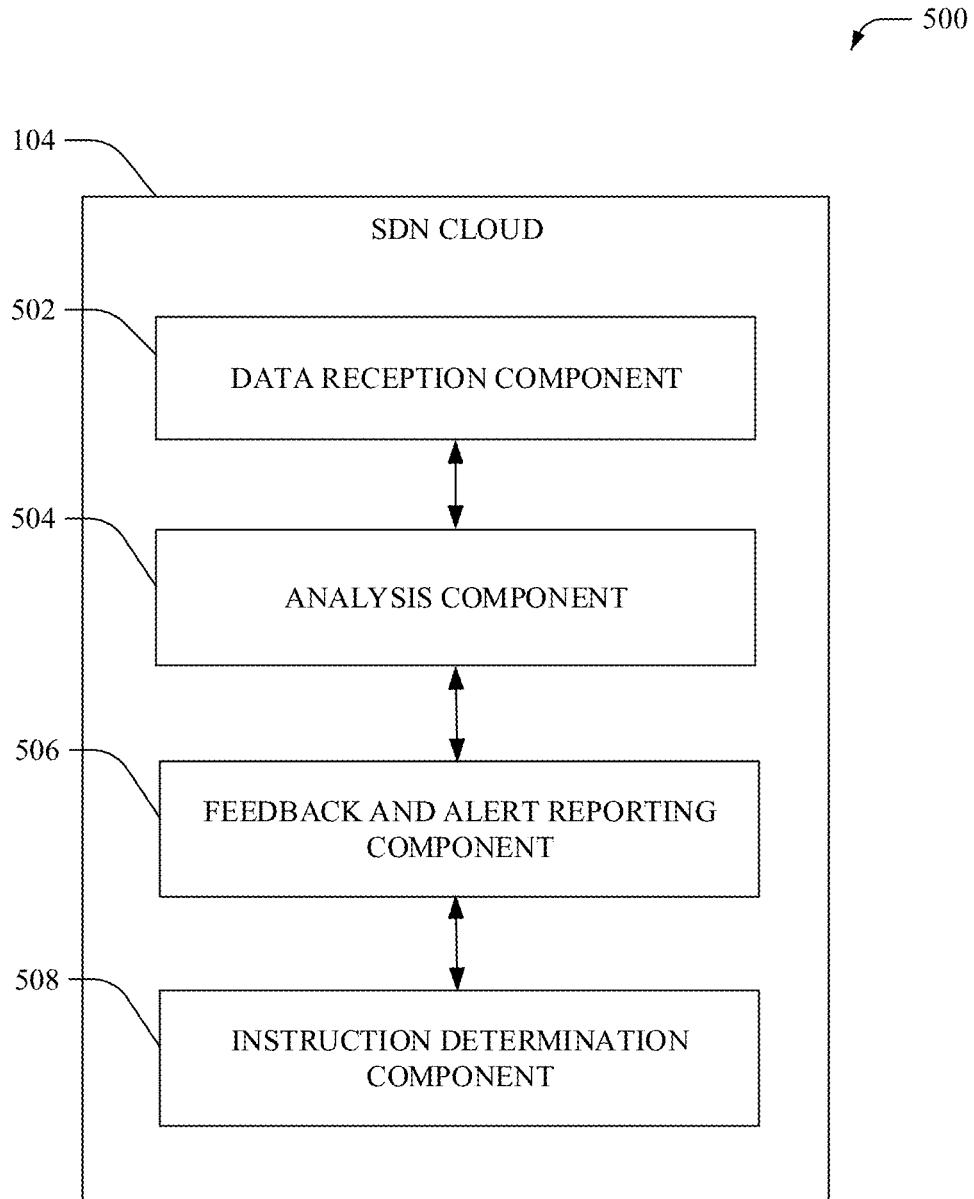 500
104
SDN CLOUD
502
DATA RECEPTION COMPONENT
504
ANALYSIS COMPONENT
506
FEEDBACK AND ALERT REPORTING
COMPONENT
508
INSTRUCTION DETERMINATION
COMPONENT